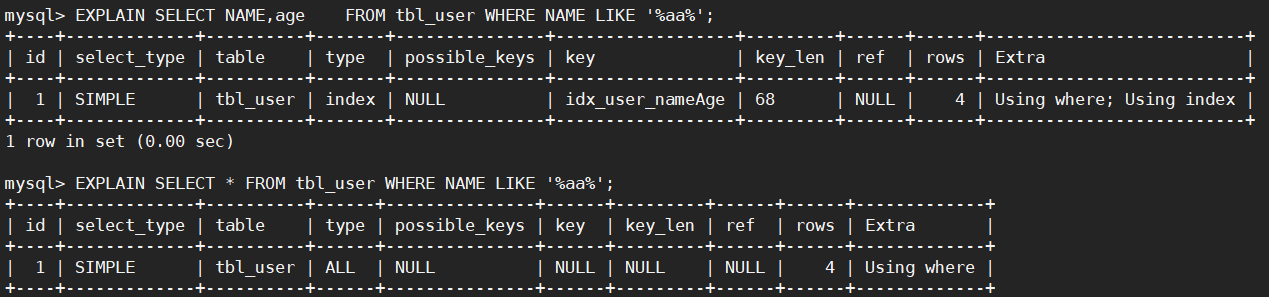 mysql> EXPLAIN SELECT NAME,age    FROM tbl_user WHERE NAME LIKE '%aa%';
+----+-------------+----------+-------+---------------+------------------+---------+------+------+--------------------------+
| id | select_type | table    | type  | possible_keys | key              | key_len | ref  | rows | Extra                    |
+----+-------------+----------+-------+---------------+------------------+---------+------+------+--------------------------+
|  1 | SIMPLE      | tbl_user | index | NULL          | idx_user_nameAge | 68      | NULL |    4 | Using where; Using index |
+----+-------------+----------+-------+---------------+------------------+---------+------+------+--------------------------+
1 row in set (0.00 sec)
mysql> EXPLAIN SELECT * FROM tbl_user WHERE NAME LIKE '%aa%';
+----+-------------+----------+------+---------------+------+---------+------+------+-------------+
| id | select_type | table    | type | possible_keys | key  | key_len | ref  | rows | Extra       |
+----+-------------+----------+------+---------------+------+---------+------+------+-------------+
|  1 | SIMPLE      | tbl_user | ALL  | NULL          | NULL | NULL    | NULL |    4 | Using where |
+----+-------------+----------+------+---------------+------+---------+------+------+-------------+